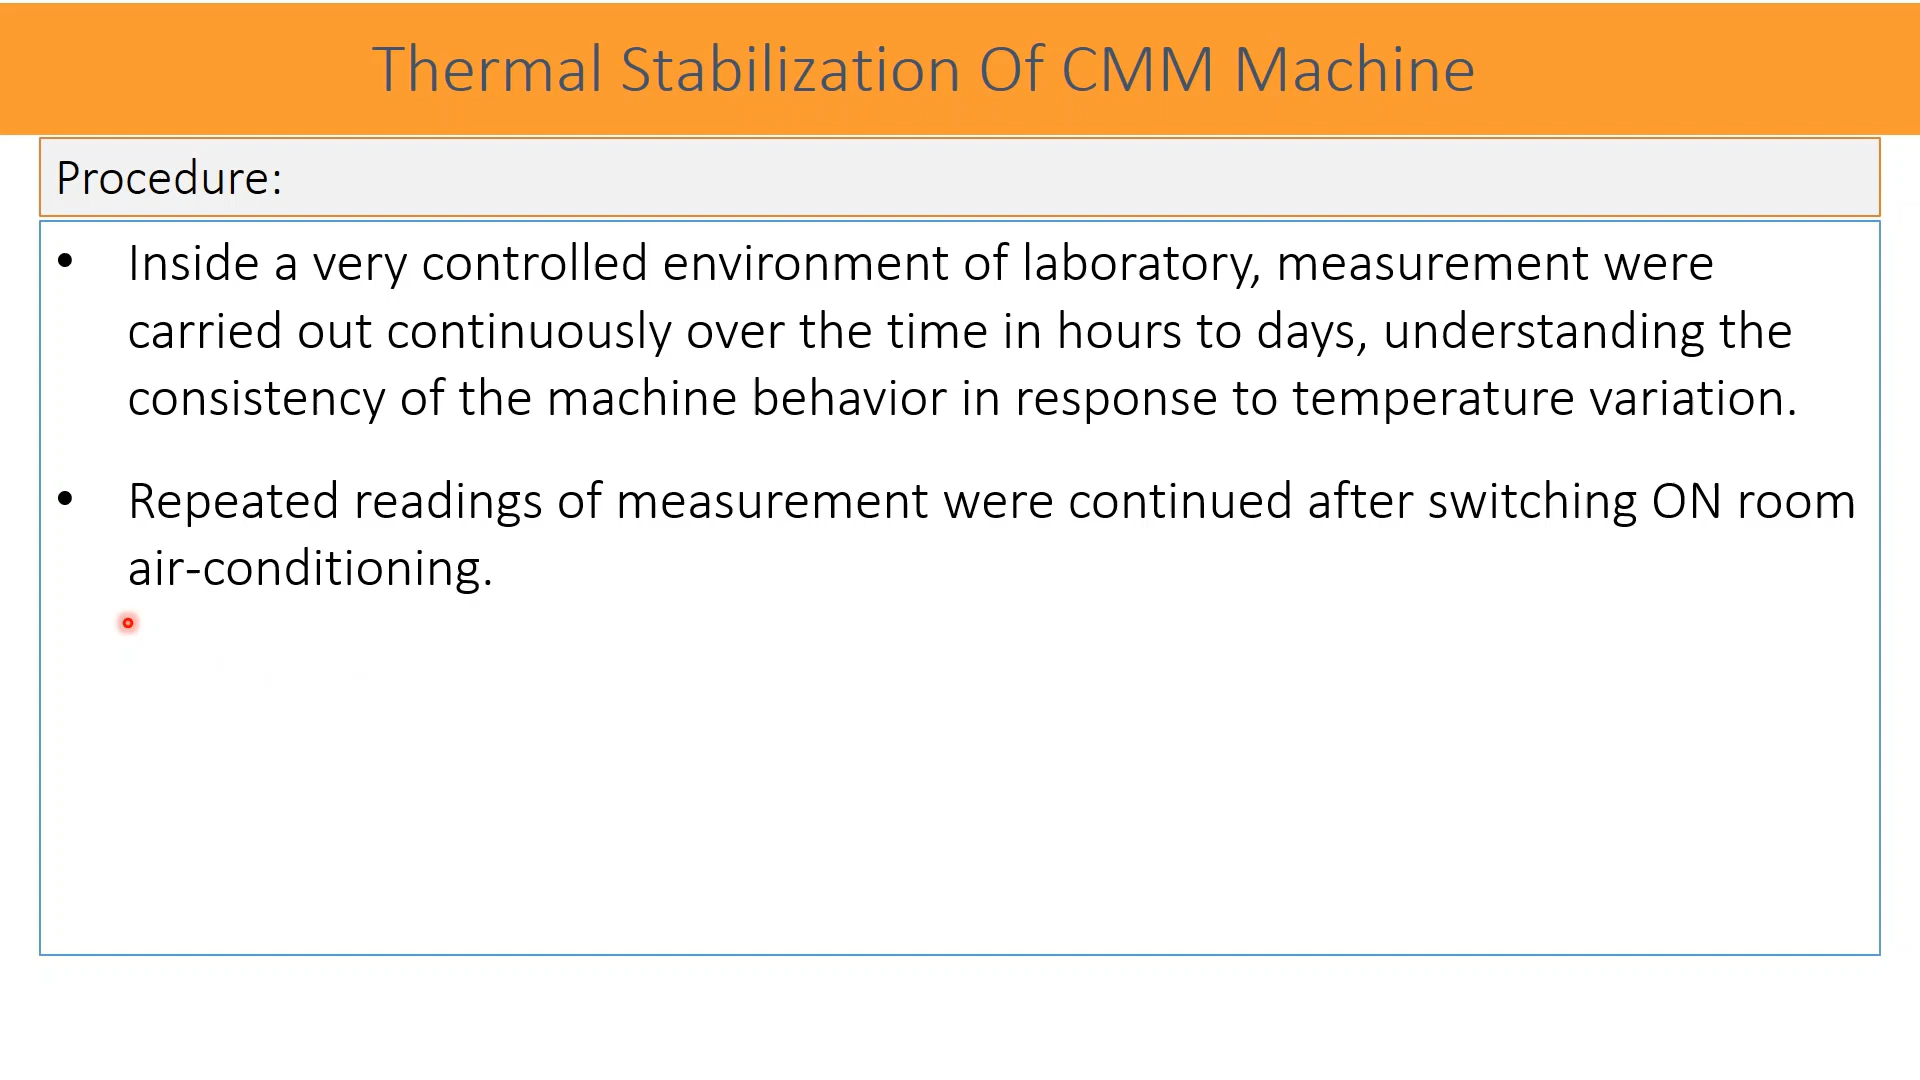 Thermal Stabilization Of CMM Machine
Procedure:
• Inside a very controlled environment of laboratory, measurement were
carried out continuously over the time in hours to days, understanding the
consistency of the machine behavior in response to temperature variation.
• Repeated readings of measurement were continued after switching ON room
air-conditioning.